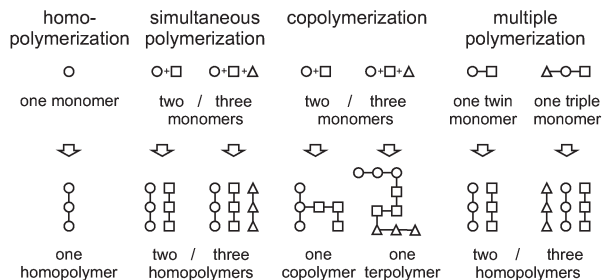 homo-
polymerization
simultaneous
polymerization
copolymerization
multiple
polymerization
+
+ +
+
+ +
one monomer
two / three
monomers
two / three
monomers
one twin
monomer
one triple
monomer
one
homopolymer
two / three
homopolymers
one
copolymer
one
terpolymer
two / three
homopolymers